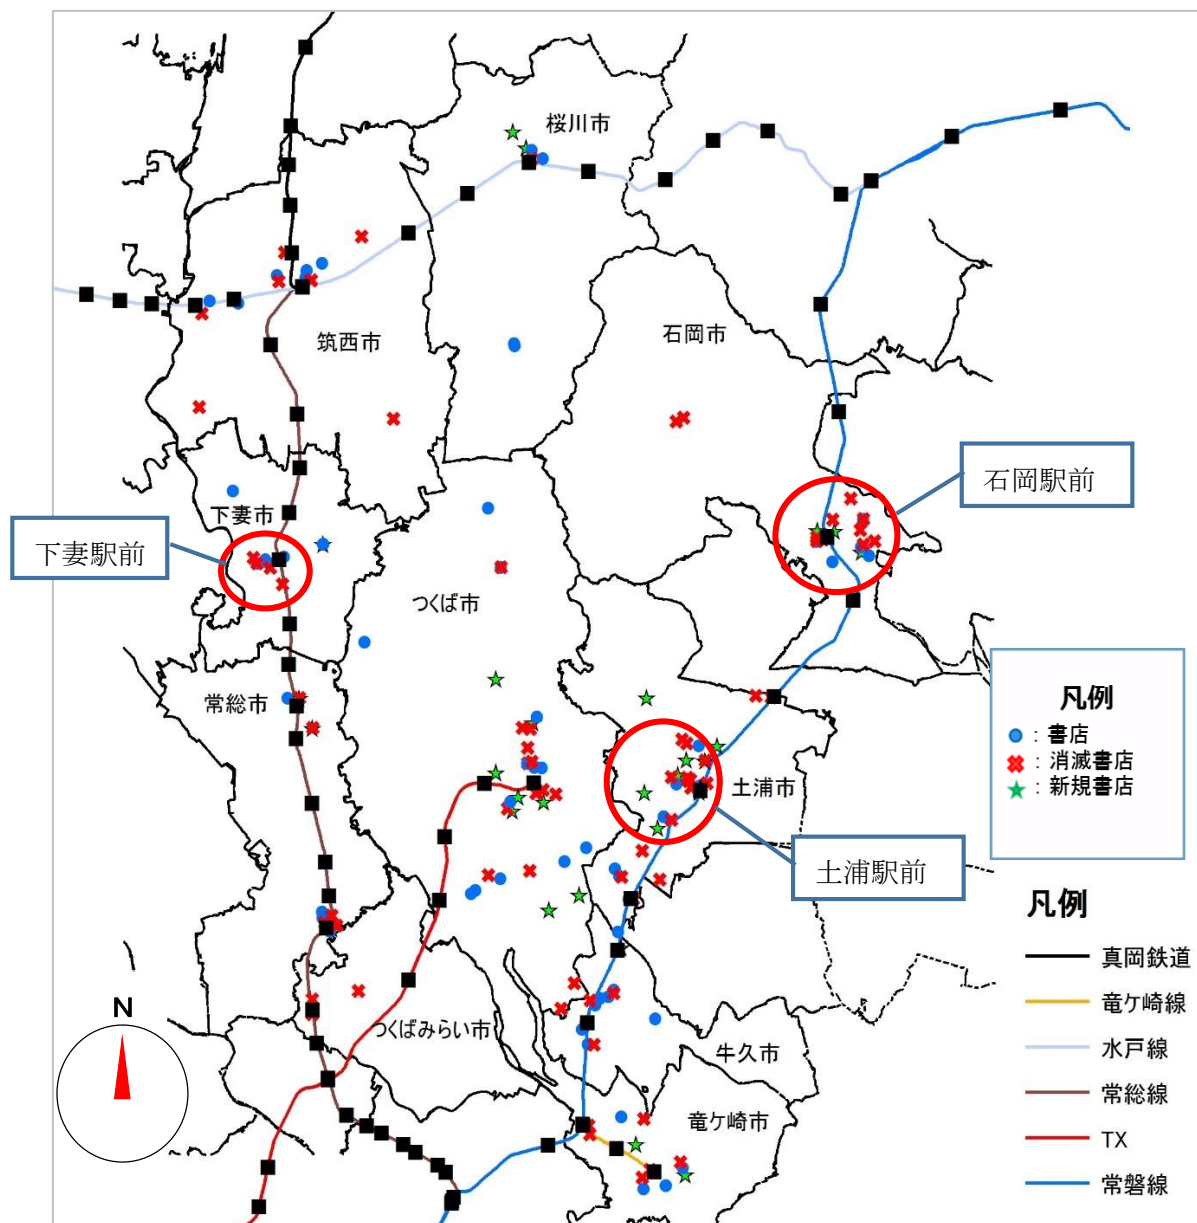 桜川市
筑西市
石岡市
石岡駅前
下妻市
下妻駅前
つくば市
常総市
凡例
：書店
：消滅書店
：新規書店
土浦市
土浦駅前
凡例
真岡鉄道
竜ケ崎線
水戸線
常総線
TX
常磐線
N
つくばみらい市
牛久市
竜ケ崎市